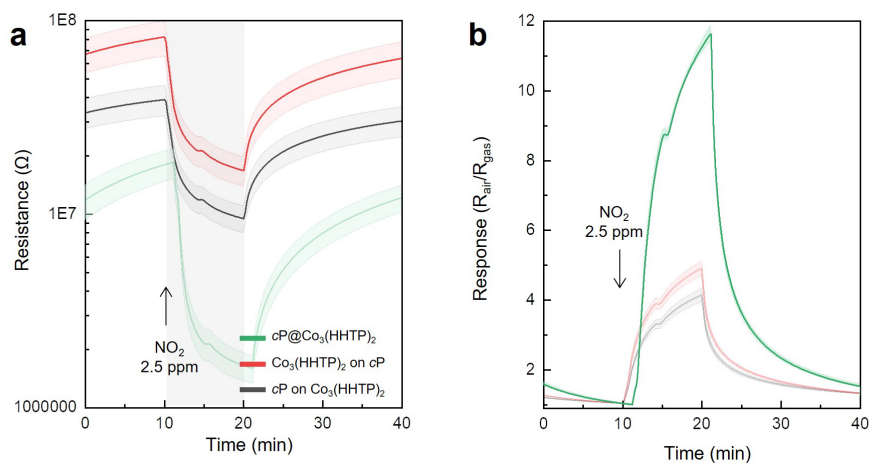 a
Resistance (Ω)
1E8
1E7
1000000
NO₂
2.5 ppm
cP@Co₃(HHTP)₂
Co₃(HHTP)₂ on cP
cP on Co₃(HHTP)₂
0
10
20
30
40
Time (min)
b
Response (Rair/Rgas)
12
10
8
6
4
2
NO₂
2.5 ppm
0
10
20
30
40
Time (min)